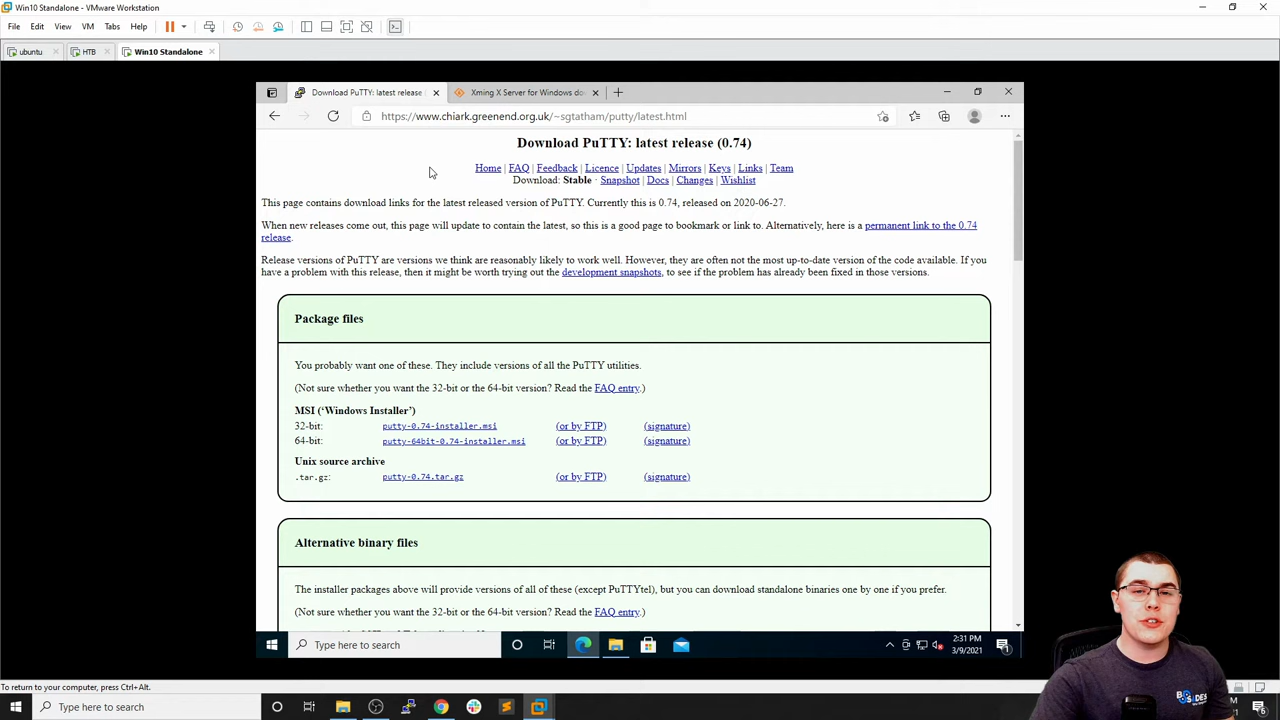 Win10 Standalone - VMware Workstation
File Edit View VM Tabs Help
ubuntu HTB Win10 Standalone
Download PuTTY: latest release ( Xming X Server for Windows do
https://www.chiark.greenend.org.uk/~sgtatham/putty/latest.html
Download PuTTY: latest release (0.74)
Home | FAQ | Feedback | Licence | Updates | Mirrors | Keys | Links | Team
Download: Stable · Snapshot | Docs | Changes | Wishlist
This page contains download links for the latest released version of PuTTY. Currently this is 0.74, released on 2020-06-27.
When new releases come out, this page will update to contain the latest, so this is a good page to bookmark or link to. Alternatively, here is a permanent link to the 0.74
release.
Release versions of PuTTY are versions we think are reasonably likely to work well. However, they are often not the most up-to-date version of the code available. If you
have a problem with this release, then it might be worth trying out the development snapshots, to see if the problem has already been fixed in those versions.
Package files
You probably want one of these. They include versions of all the PuTTY utilities.
(Not sure whether you want the 32-bit or the 64-bit version? Read the FAQ entry.)
MSI (‘Windows Installer’)
32-bit: putty-0.74-installer.msi (or by FTP) (signature)
64-bit: putty-64bit-0.74-installer.msi (or by FTP) (signature)
Unix source archive
.tar.gz: putty-0.74.tar.gz (or by FTP) (signature)
Alternative binary files
The installer packages above will provide versions of all of these (except PuTTYtel), but you can download standalone binaries one by one if you prefer.
(Not sure whether you want the 32-bit or the 64-bit version? Read the FAQ entry.)
Type here to search
2:31 PM
3/9/2021
To return to your computer, press Ctrl+Alt.
Type here to search